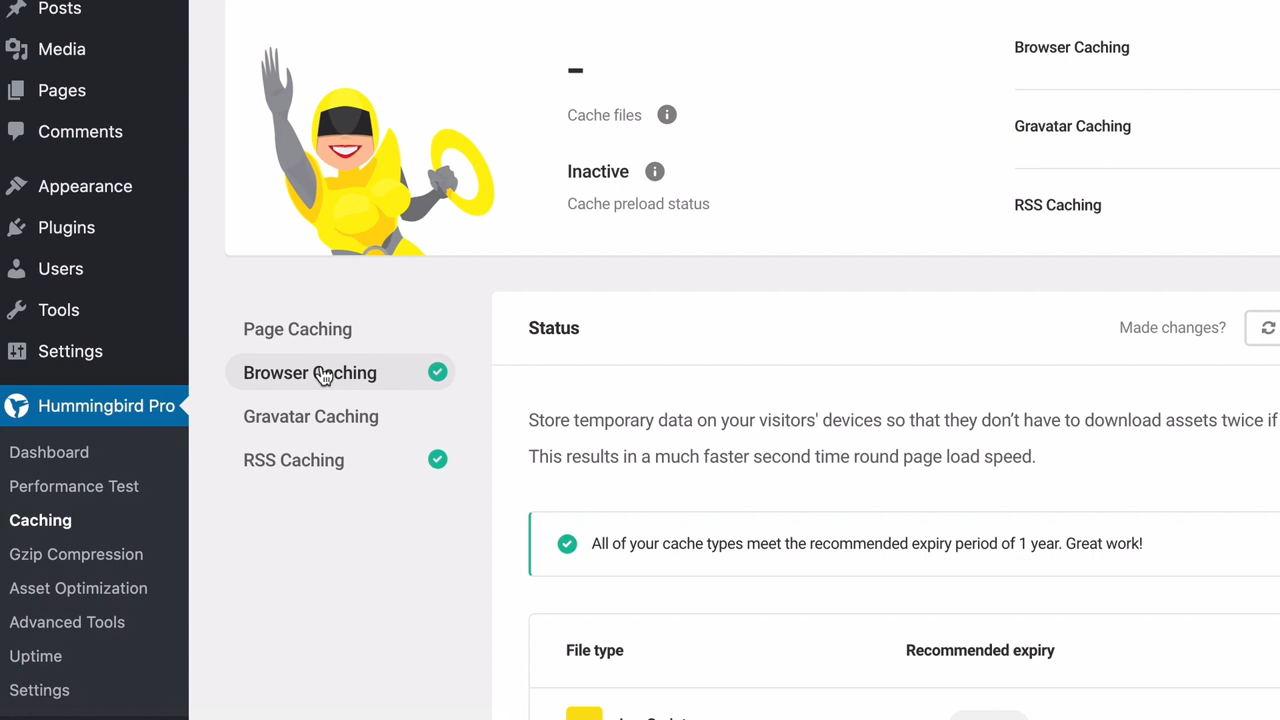 Posts
Media
Pages
Comments
Appearance
Plugins
Users
Tools
Settings
Hummingbird Pro
Dashboard
Performance Test
Caching
Gzip Compression
Asset Optimization
Advanced Tools
Uptime
Settings
-
Cache files
Inactive
Cache preload status
Browser Caching
Gravatar Caching
RSS Caching
Page Caching
Browser Caching
Gravatar Caching
RSS Caching
Status
Made changes?
Store temporary data on your visitors' devices so that they don’t have to download assets twice if
This results in a much faster second time round page load speed.
All of your cache types meet the recommended expiry period of 1 year. Great work!
File type
Recommended expiry